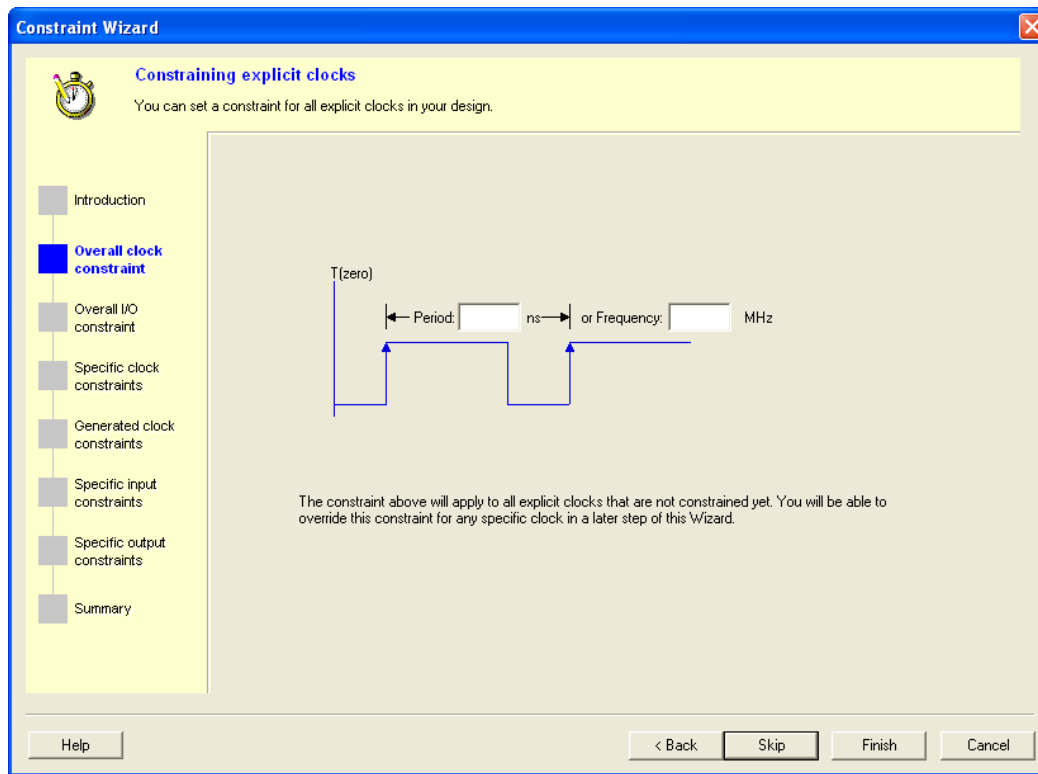 Constraint Wizard
Constraining explicit clocks
You can set a constraint for all explicit clocks in your design.
Introduction
Overall clock
constraint
Overall I/O
constraint
Specific clock
constraints
Generated clock
constraints
Specific input
constraints
Specific output
constraints
Summary
T(zero)
Period: ns or Frequency: MHz
The constraint above will apply to all explicit clocks that are not constrained yet. You will be able to
override this constraint for any specific clock in a later step of this Wizard.
Help < Back Skip Finish Cancel